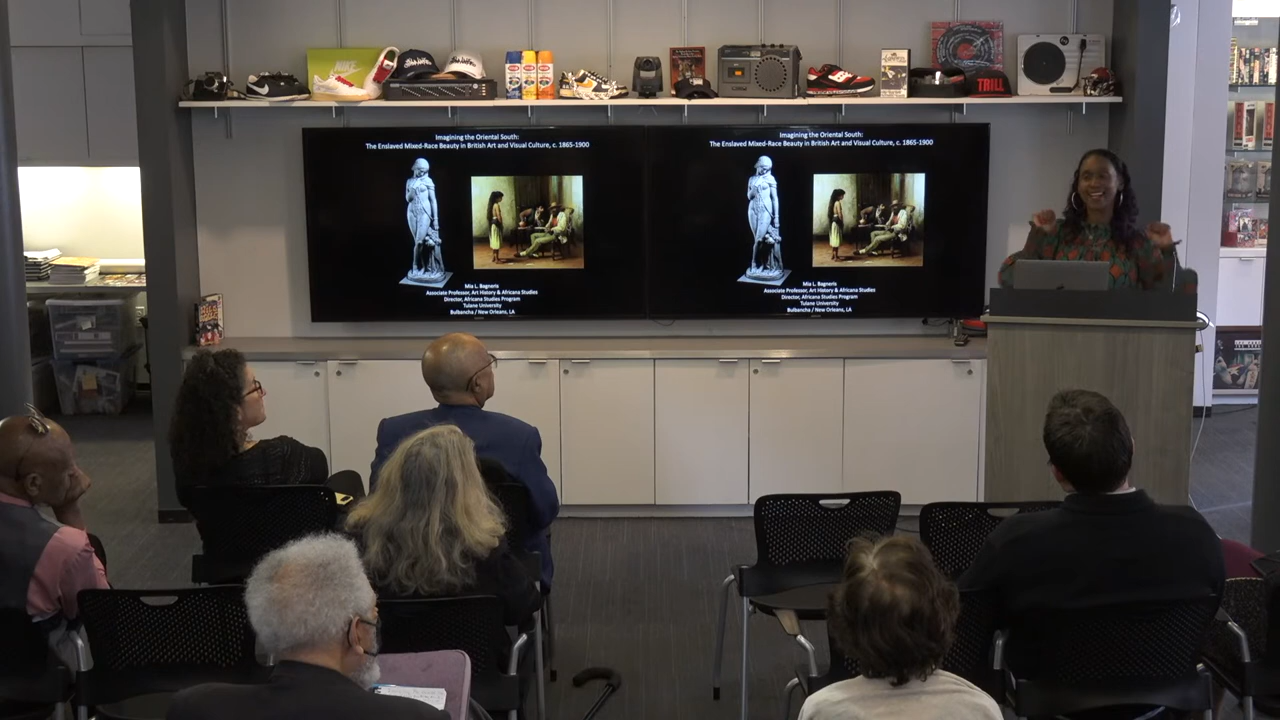 NIKE
TRILL
Imagining the Oriental South:
The Enslaved Mixed-Race Beauty in British Art and Visual Culture, c. 1865-1900
Mia L. Bagneris
Associate Professor, Art History & Africana Studies
Director, Africana Studies Program
Tulane University
Bulbancha / New Orleans, LA
Imagining the Oriental South:
The Enslaved Mixed-Race Beauty in British Art and Visual Culture, c. 1865-1900
Mia L. Bagneris
Associate Professor, Art History & Africana Studies
Director, Africana Studies Program
Tulane University
Bulbancha / New Orleans, LA